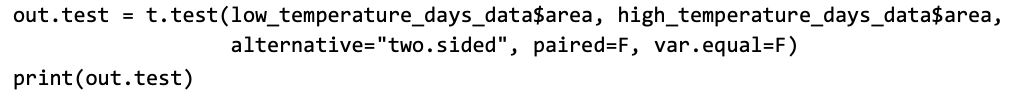 out.test = t.test(low_temperature_days_data$area, high_temperature_days_data$area,
alternative="two.sided", paired=F, var.equal=F)
print(out.test)